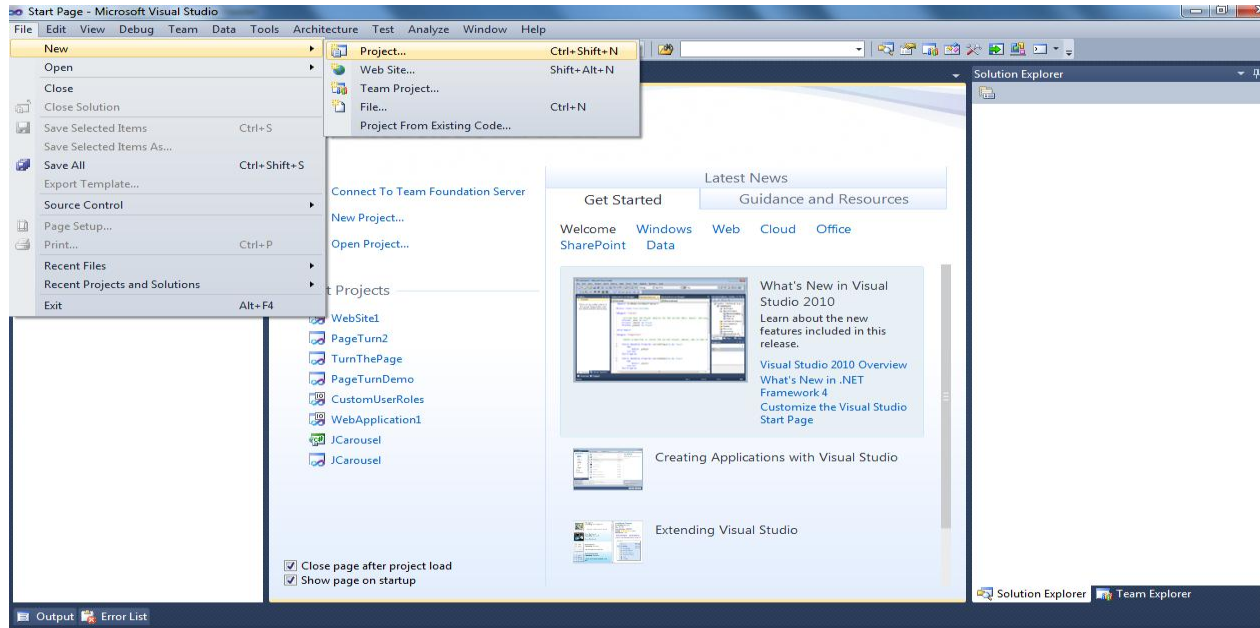 Start Page - Microsoft Visual Studio
File Edit View Debug Team Data Tools Architecture Test Analyze Window Help
New
Open
Close
Close Solution
Save Selected Items Ctrl+S
Save Selected Items As...
Save All Ctrl+Shift+S
Export Template...
Source Control
Page Setup...
Print... Ctrl+P
Recent Files
Recent Projects and Solutions
Exit Alt+F4
Project... Ctrl+Shift+N
Web Site... Shift+Alt+N
Team Project...
File... Ctrl+N
Project From Existing Code...
Connect To Team Foundation Server
New Project...
Open Project...
t Projects
WebSite1
PageTurn2
TurnThePage
PageTurnDemo
CustomUserRoles
WebApplication1
JCarousel
JCarousel
Close page after project load
Show page on startup
Latest News
Get Started Guidance and Resources
Welcome Windows Web Cloud Office
SharePoint Data
What's New in Visual
Studio 2010
Learn about the new
features included in this
release.
Visual Studio 2010 Overview
What's New in .NET
Framework 4
Customize the Visual Studio
Start Page
Creating Applications with Visual Studio
Extending Visual Studio
Solution Explorer
Solution Explorer Team Explorer
Output Error List